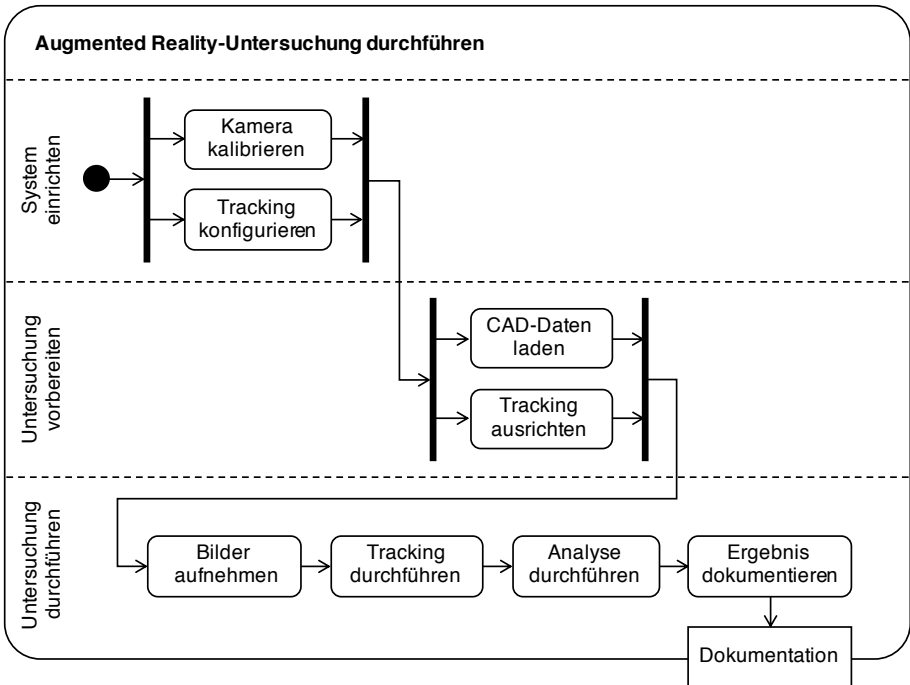 Augmented Reality-Untersuchung durchführen
System
einrichten
Kamera
kalibrieren
Tracking
konfigurieren
Untersuchung
vorbereiten
CAD-Daten
laden
Tracking
ausrichten
Untersuchung
durchführen
Bilder
aufnehmen
Tracking
durchführen
Analyse
durchführen
Ergebnis
dokumentieren
Dokumentation